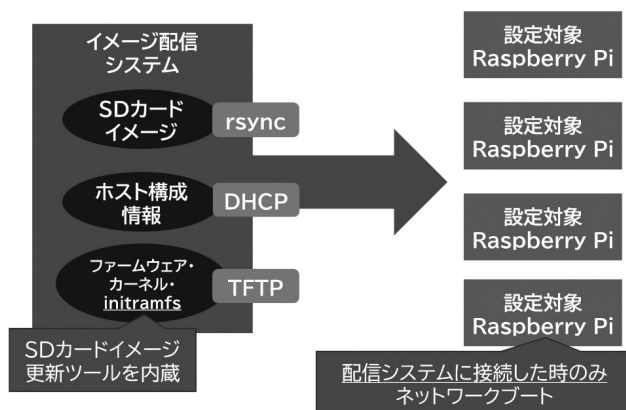 イメージ配信
システム
SDカード
イメージ
rsync
ホスト構成
情報
DHCP
ファームウェア・
カーネル・
initramfs
TFTP
SDカードイメージ
更新ツールを内蔵
設定対象
Raspberry Pi
設定対象
Raspberry Pi
設定対象
Raspberry Pi
設定対象
Raspberry Pi
配信システムに接続した時のみ
ネットワークブート